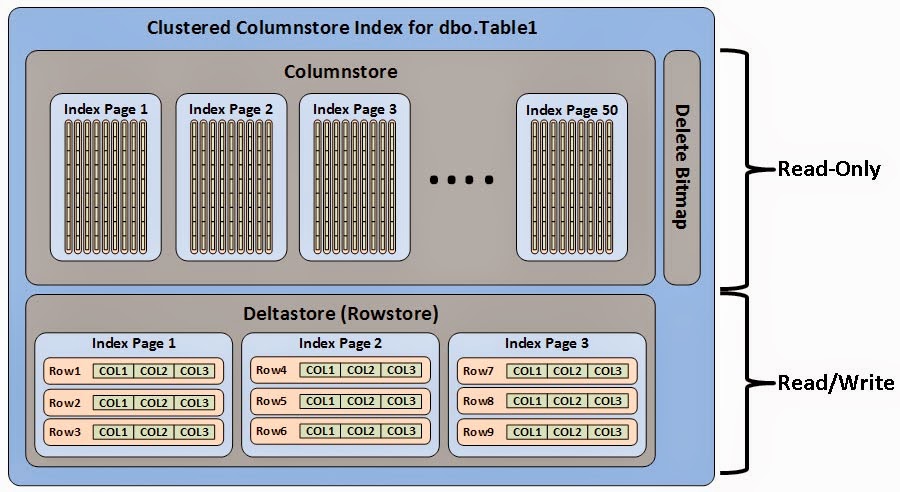 Clustered Columnstore Index for dbo.Table1
Columnstore
Index Page 1
Index Page 2
Index Page 3
Index Page 50
Delete Bitmap
Read-Only
Deltastore (Rowstore)
Index Page 1
Row1 COL1 COL2 COL3
Row2 COL1 COL2 COL3
Row3 COL1 COL2 COL3
Index Page 2
Row4 COL1 COL2 COL3
Row5 COL1 COL2 COL3
Row6 COL1 COL2 COL3
Index Page 3
Row7 COL1 COL2 COL3
Row8 COL1 COL2 COL3
Row9 COL1 COL2 COL3
Read/Write